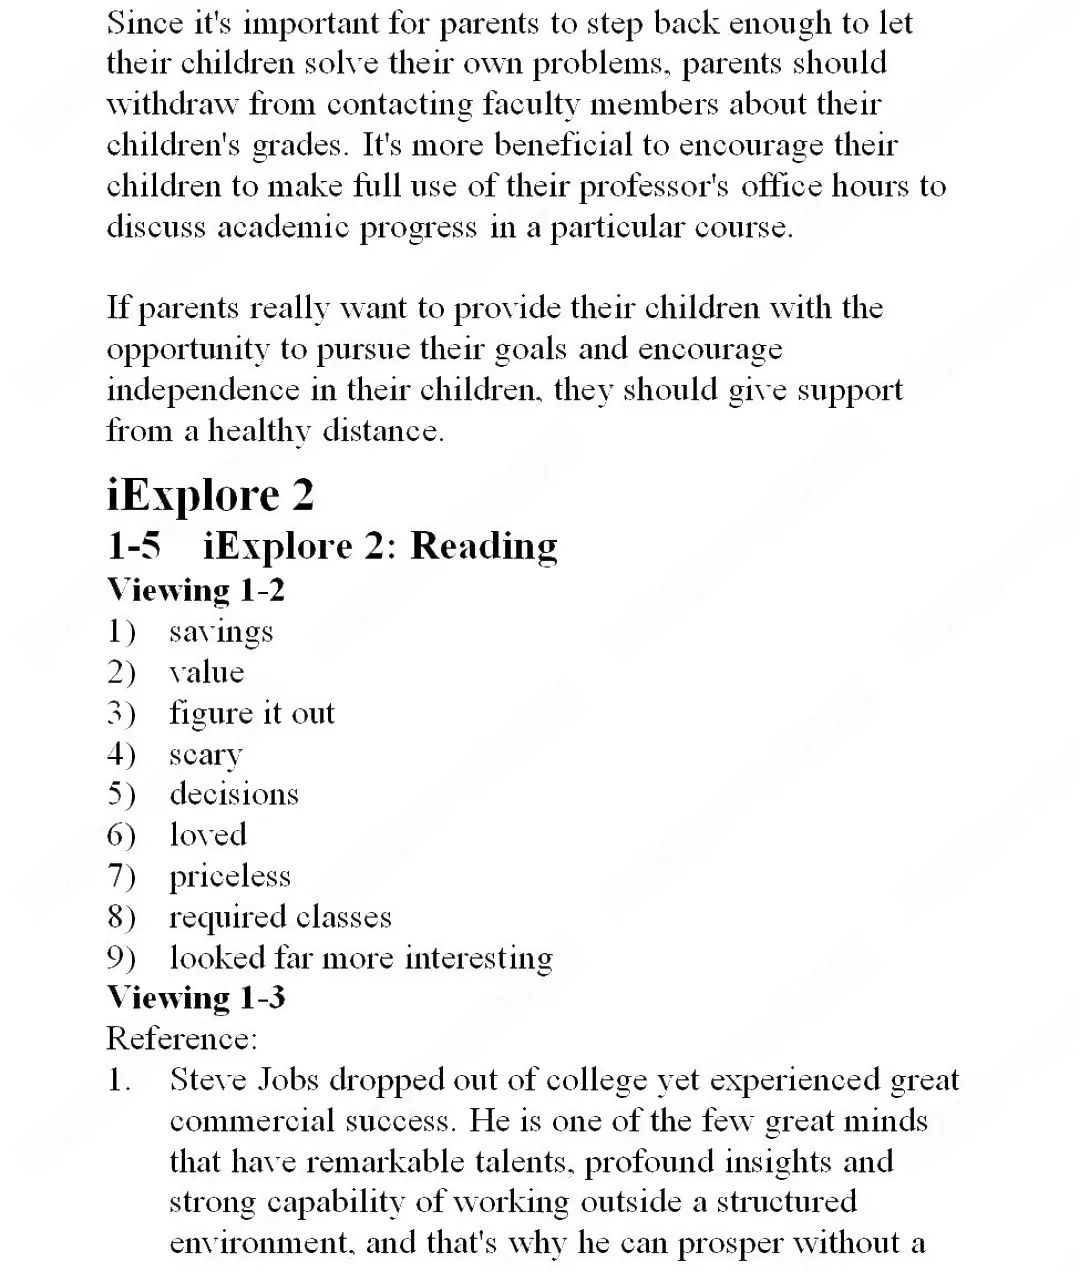 Since it's important for parents to step back enough to let
their children solve their own problems, parents should
withdraw from contacting faculty members about their
children's grades. It's more beneficial to encourage their
children to make full use of their professor's office hours to
discuss academic progress in a particular course.
If parents really want to provide their children with the
opportunity to pursue their goals and encourage
independence in their children, they should give support
from a healthy distance.
iExplore 2
1-5 iExplore 2: Reading
Viewing 1-2
1) savings
2) value
3) figure it out
4) scary
5) decisions
6) loved
7) priceless
8) required classes
9) looked far more interesting
Viewing 1-3
Reference:
1. Steve Jobs dropped out of college yet experienced great
commercial success. He is one of the few great minds
that have remarkable talents, profound insights and
strong capability of working outside a structured
environment, and that's why he can prosper without a